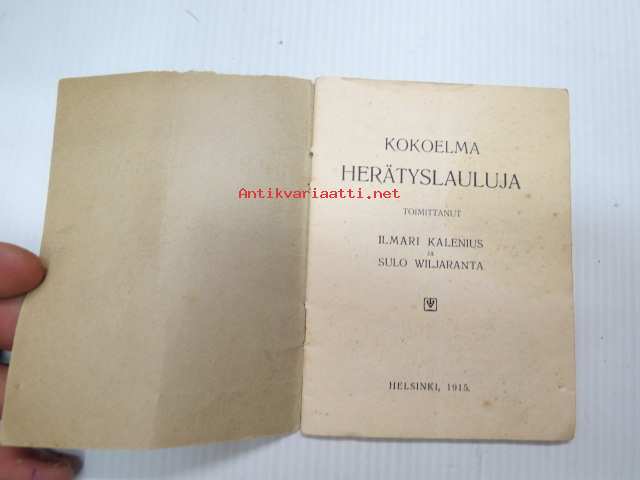 KOKOELMA
HERÄTYSLAULUJA
Antikvariaatti.net
TOIMITTANUT
ILMARI KALENIUS
JA
SULO WILJARANTA
HELSINKI, 1915.